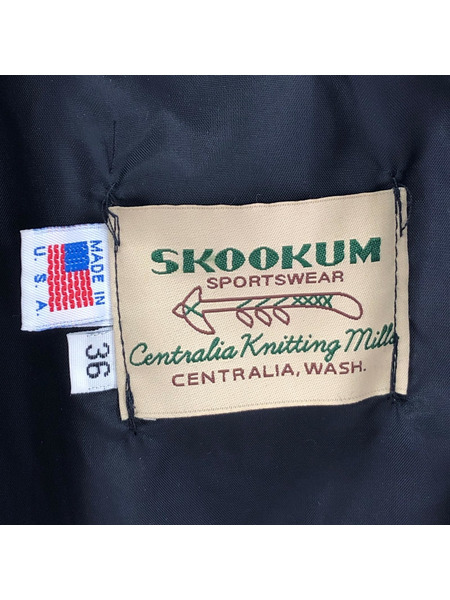 SKOOKUM
SPORTSWEAR
Centralia Knitting Mills
CENTRALIA, WASH.
MADE IN
U.S.A.
36